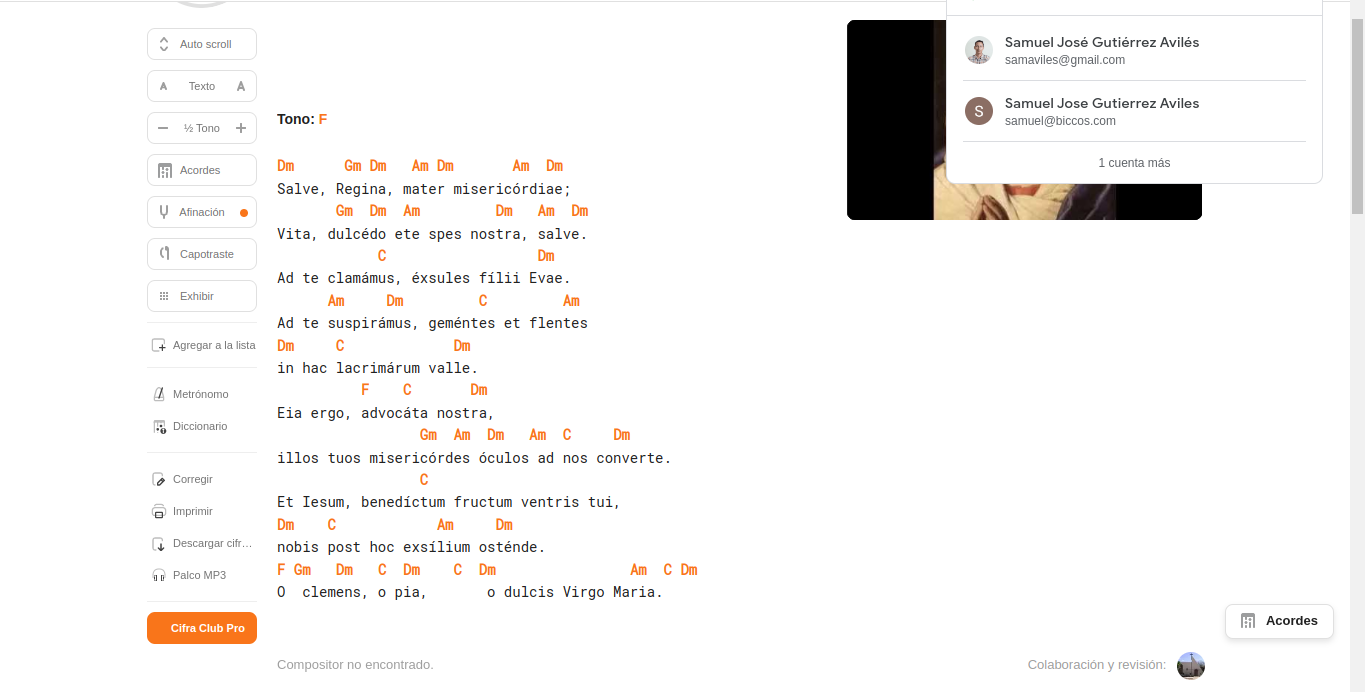 Auto scroll
A Texto A
½ Tono
Acordes
Afinación
Capotraste
Exhibir
Agregar a la lista
Metrónomo
Diccionario
Corregir
Imprimir
Descargar cifr...
Palco MP3
Cifra Club Pro
Tono: F
Dm Gm Dm Am Dm Am Dm
Salve, Regina, mater misericórdiae;
Gm Dm Am Dm Am Dm
Vita, dulcédo ete spes nostra, salve.
C Dm
Ad te clamámus, éxsules fílii Evae.
Am Dm C Am
Ad te suspirámus, geméntes et flentes
Dm C Dm
in hac lacrimárum valle.
F C Dm
Eia ergo, advocáta nostra,
Gm Am Dm Am C Dm
illos tuos misericórdes óculos ad nos converte.
C
Et Iesum, benedíctum fructum ventris tui,
Dm C Am Dm
nobis post hoc exsílium osténde.
F Gm Dm C Dm C Dm Am C Dm
O clemens, o pia, o dulcis Virgo Maria.
Compositor no encontrado.
Colaboración y revisión:
Samuel José Gutiérrez Avilés
samaviles@gmail.com
S
Samuel Jose Gutierrez Aviles
samuel@biccos.com
1 cuenta más
Acordes